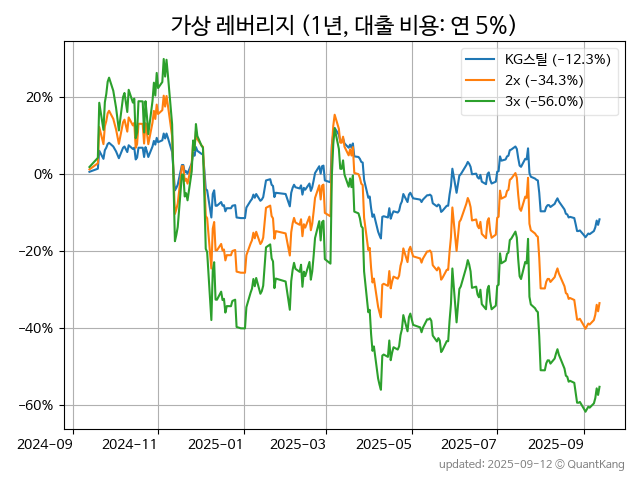 가상 레버리지 (1년, 대출 비용: 연 5%)
KG스틸 (−12.3%)
2x (−34.3%)
3x (−56.0%)
20%
0%
−20%
−40%
−60%
2024-09 2024-11 2025-01 2025-03 2025-05 2025-07 2025-09
updated: 2025-09-12 © QuantKang